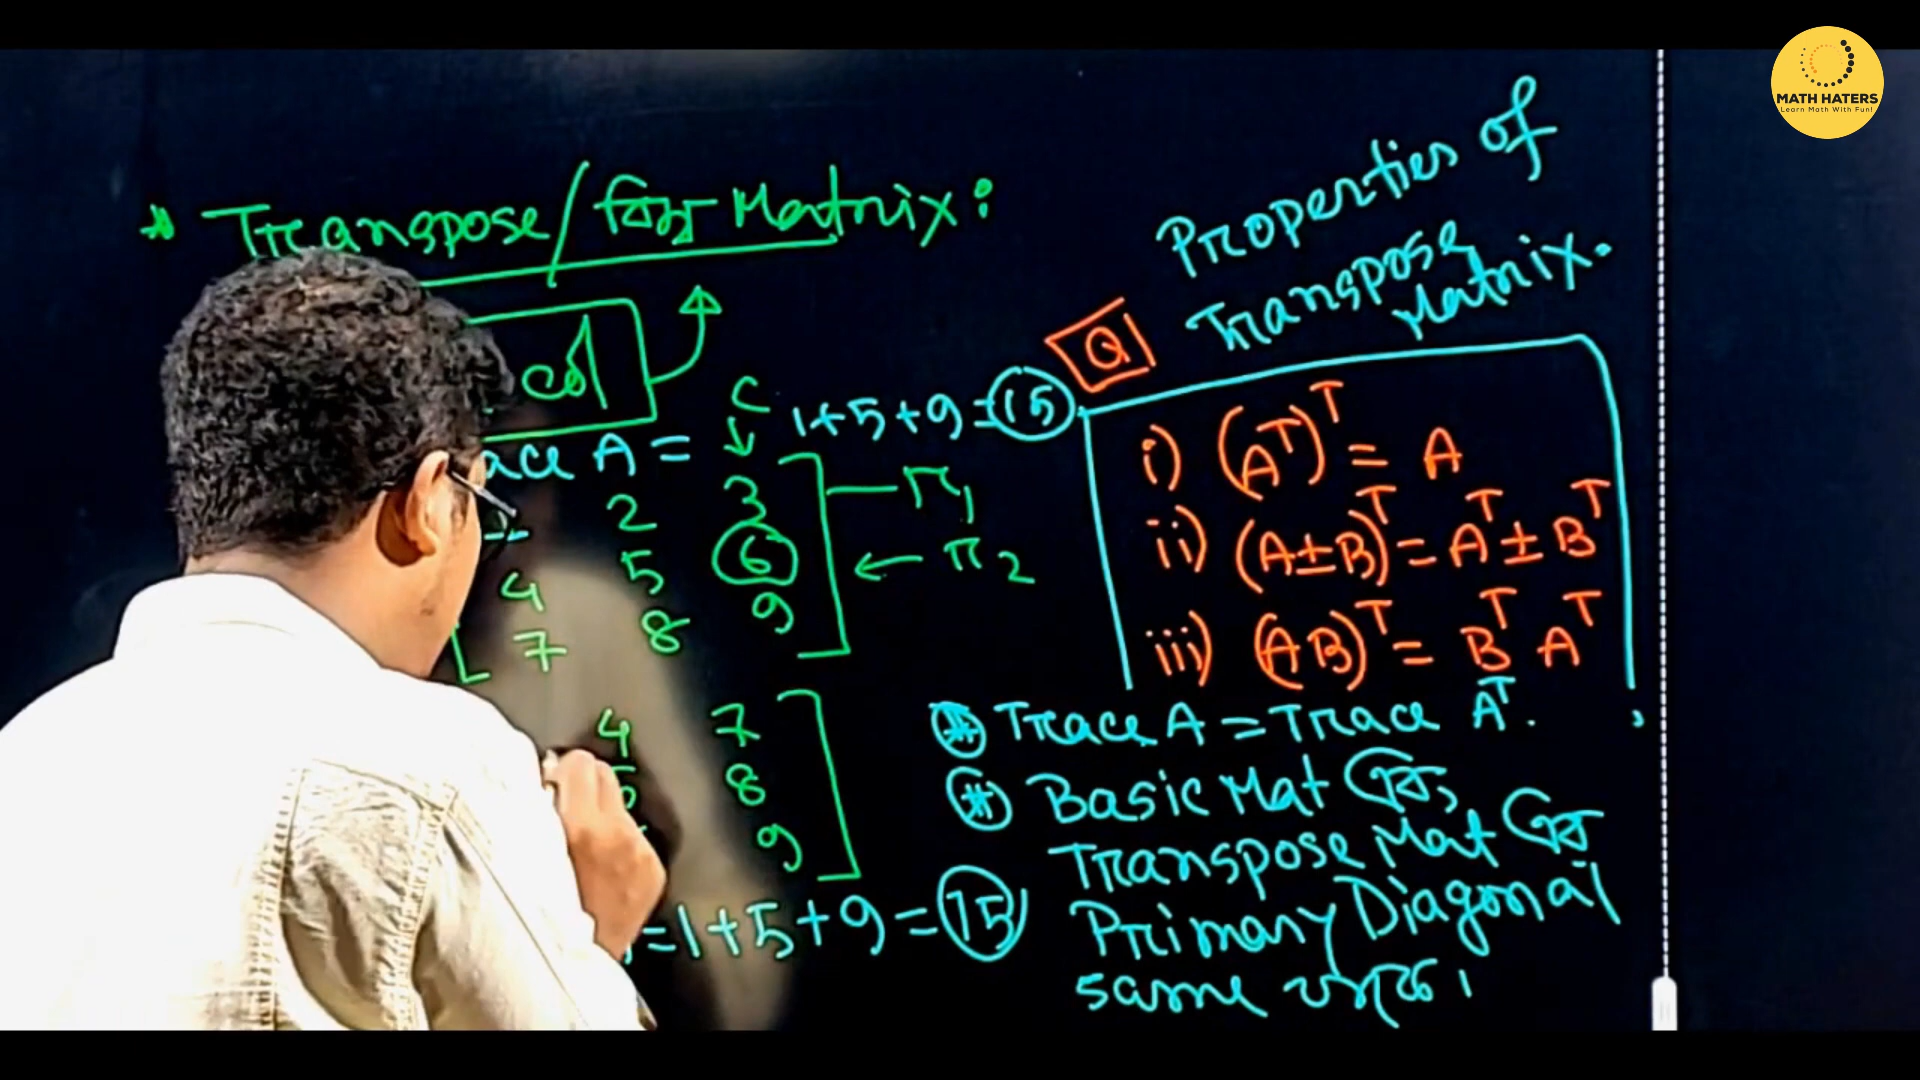 MATH HATERS
Learn Math With Fun!
* Transpose/বিম্ব Matrix:
C
1+5+9=15
A =
2 3
r1
4 5 6
r2
7 8 9
4 7
8
9
=1+5+9=15
Properties of
Transpose
Matrix.
Q
i) (A^T)^T = A
ii) (A±B)^T = A^T ± B^T
iii) (AB)^T = B^T A^T
* Trace A = Trace A^T.
* Basic Mat এর,
Transpose Mat এর
Primary Diagonal
same থাকে।